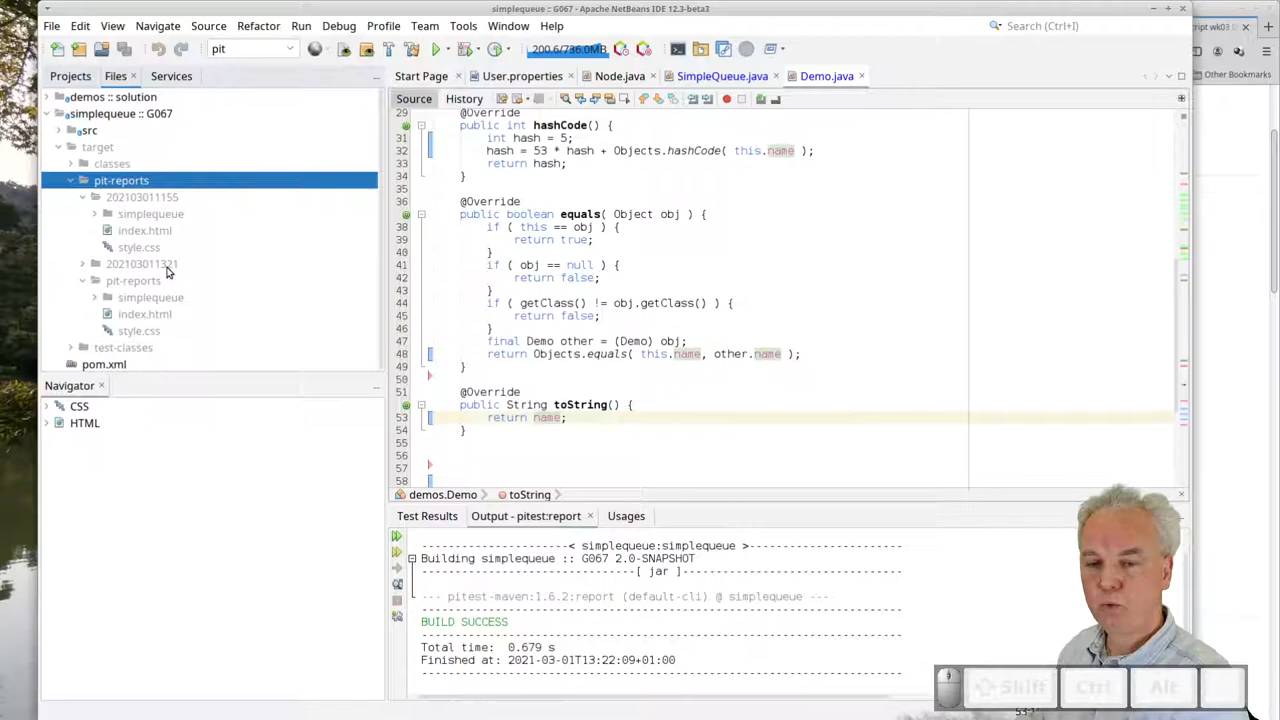 simplequeue :: G067 - Apache NetBeans IDE 12.3-beta3
File Edit View Navigate Source Refactor Run Debug Profile Team Tools Window Help
Search (Ctrl+I)
pit
200.6/736.0MB
Other Bookmarks
Projects Files Services
Start Page User.properties Node.java SimpleQueue.java Demo.java
Source History
demos :: solution
simplequeue :: G067
src
target
classes
pit-reports
202103011155
simplequeue
index.html
style.css
202103011321
pit-reports
simplequeue
index.html
style.css
test-classes
pom.xml
Navigator
CSS
HTML
29 @Override
public int hashCode() {
31 int hash = 5;
32 hash = 53 * hash + Objects.hashCode( this.name );
33 return hash;
34 }
35
36 @Override
public boolean equals( Object obj ) {
38 if ( this == obj ) {
39 return true;
40 }
41 if ( obj == null ) {
42 return false;
43 }
44 if ( getClass() != obj.getClass() ) {
45 return false;
46 }
47 final Demo other = (Demo) obj;
48 return Objects.equals( this.name, other.name );
49 }
50
51 @Override
public String toString() {
53 return name;
54 }
55
56
57
58
demos.Demo toString
Test Results Output - pitest:report Usages
---------------------< simplequeue:simplequeue >----------------------
Building simplequeue :: G067 2.0-SNAPSHOT
--------------------------------[ jar ]---------------------------------
--- pitest-maven:1.6.2:report (default-cli) @ simplequeue ---
------------------------------------------------------------------------
BUILD SUCCESS
------------------------------------------------------------------------
Total time: 0.679 s
Finished at: 2021-03-01T13:22:09+01:00
------------------------------------------------------------------------
Shift Ctrl Alt